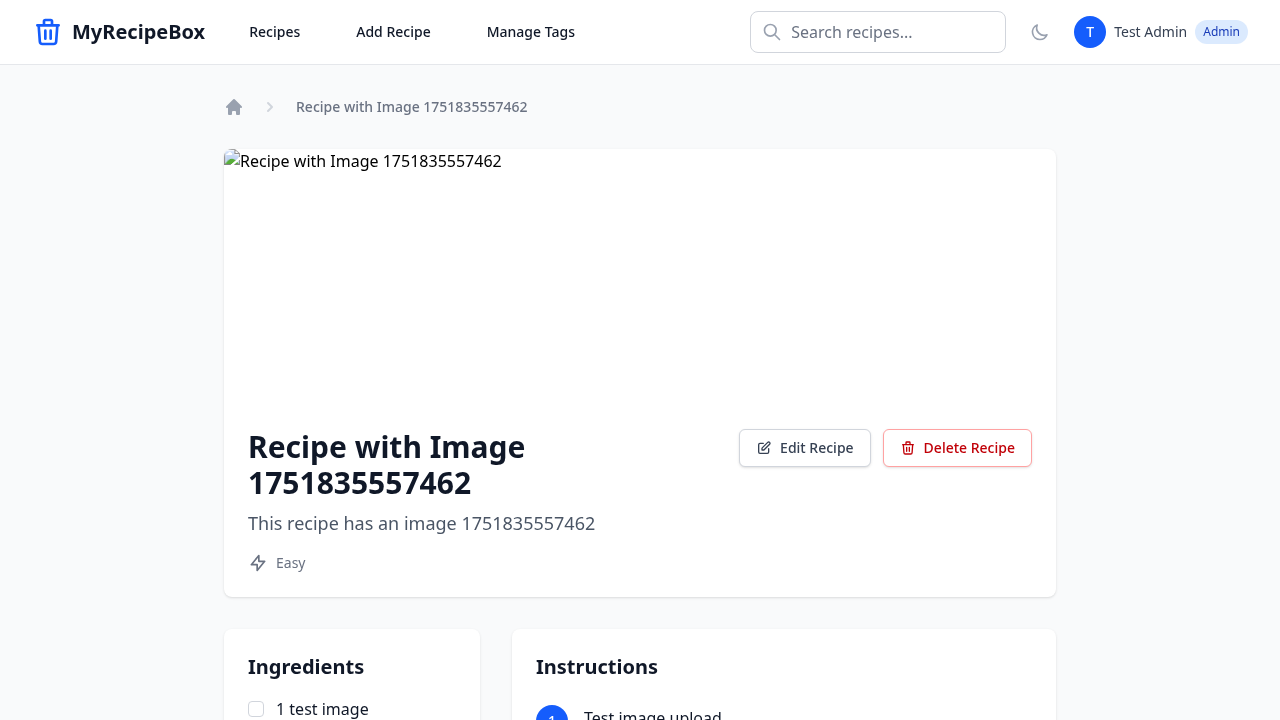 MyRecipeBox
Recipes
Add Recipe
Manage Tags
Search recipes...
T
Test Admin
Admin
Recipe with Image 1751835557462
Recipe with Image 1751835557462
Recipe with Image
1751835557462
Edit Recipe
Delete Recipe
This recipe has an image 1751835557462
Easy
Ingredients
1 test image
Instructions
1
Test image upload